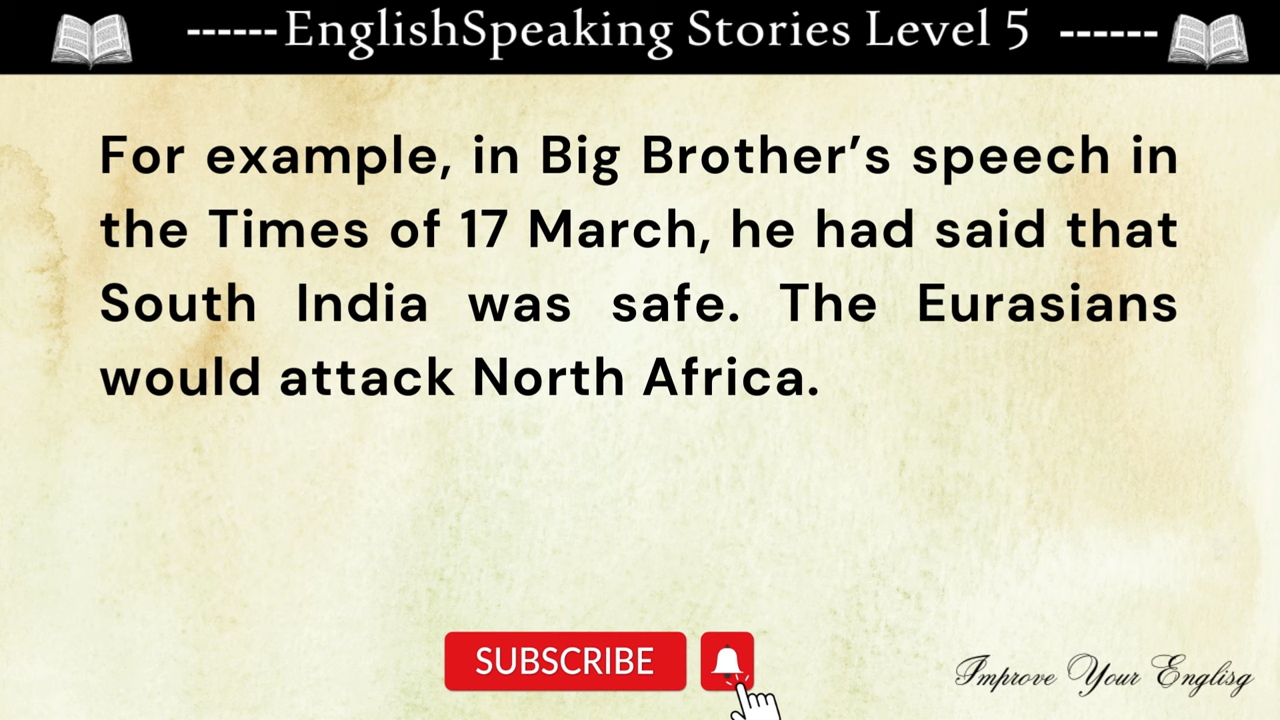 ------EnglishSpeaking Stories Level 5 ------
For example, in Big Brother’s speech in
the Times of 17 March, he had said that
South India was safe. The Eurasians
would attack North Africa.
SUBSCRIBE
Improve Your Englisg